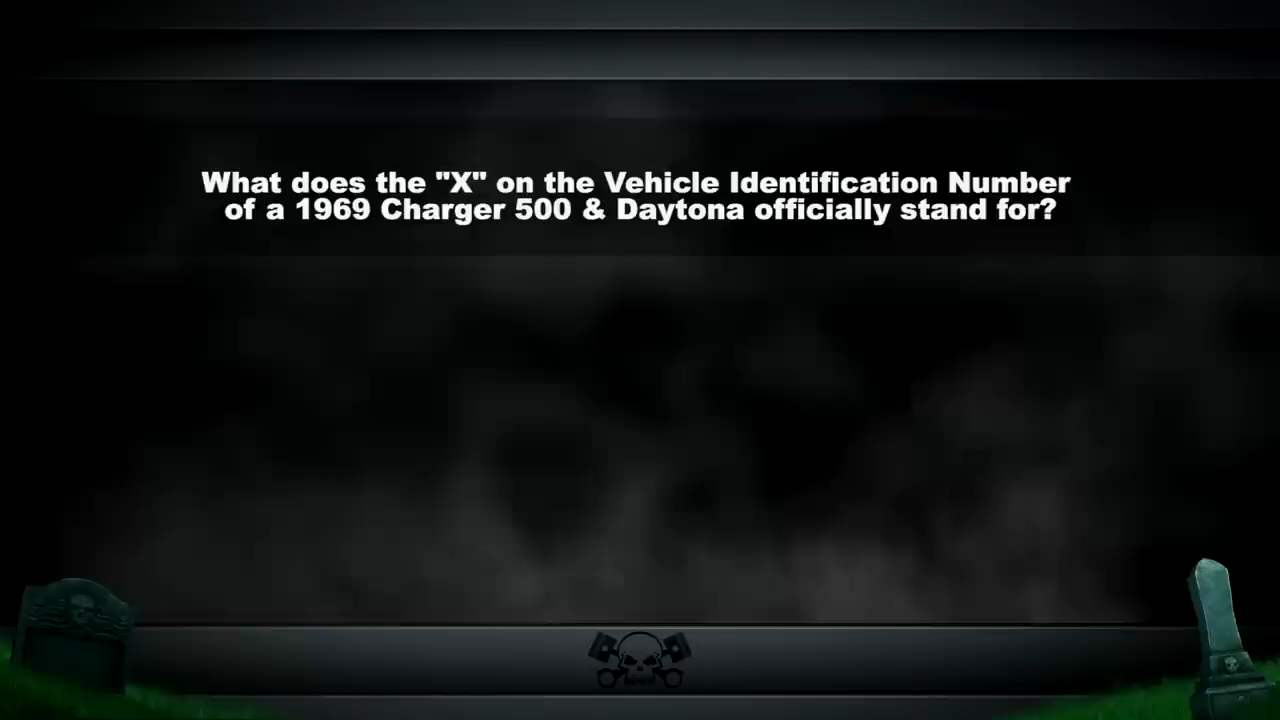 What does the "X" on the Vehicle Identification Number
of a 1969 Charger 500 & Daytona officially stand for?